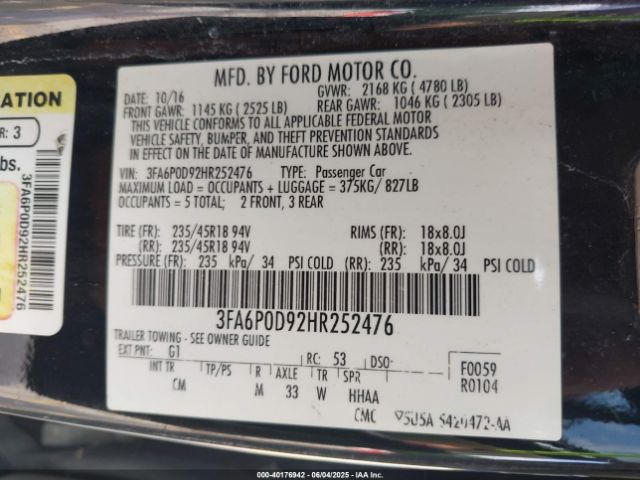 CATION
R: 3
bs.
3FA6P0D92HR252476
MFD. BY FORD MOTOR CO.
DATE: 10/16 GVWR: 2168 KG ( 4780 LB)
FRONT GAWR: 1145 KG ( 2525 LB) REAR GAWR: 1046 KG ( 2305 LB)
THIS VEHICLE CONFORMS TO ALL APPLICABLE FEDERAL MOTOR
VEHICLE SAFETY, BUMPER, AND THEFT PREVENTION STANDARDS
IN EFFECT ON THE DATE OF MANUFACTURE SHOWN ABOVE.
VIN: 3FA6P0D92HR252476 TYPE: Passenger Car
MAXIMUM LOAD = OCCUPANTS + LUGGAGE = 375KG/ 827LB
OCCUPANTS = 5 TOTAL; 2 FRONT, 3 REAR
TIRE (FR): 235/45R18 94V RIMS (FR): 18x8.0J
(RR): 235/45R18 94V (RR): 18x8.0J
PRESSURE (FR): 235 kPa/ 34 PSI COLD (RR): 235 kPa/ 34 PSI COLD
3FA6P0D92HR252476
TRAILER TOWING - SEE OWNER GUIDE
EXT PNT: G1 RC: 53 DSO: F0059
INT TR TP/PS R AXLE TR SPR R0104
CM M 33 W HHAA
CMC
000-40176942 - 06/04/2025 - IAA, Inc.